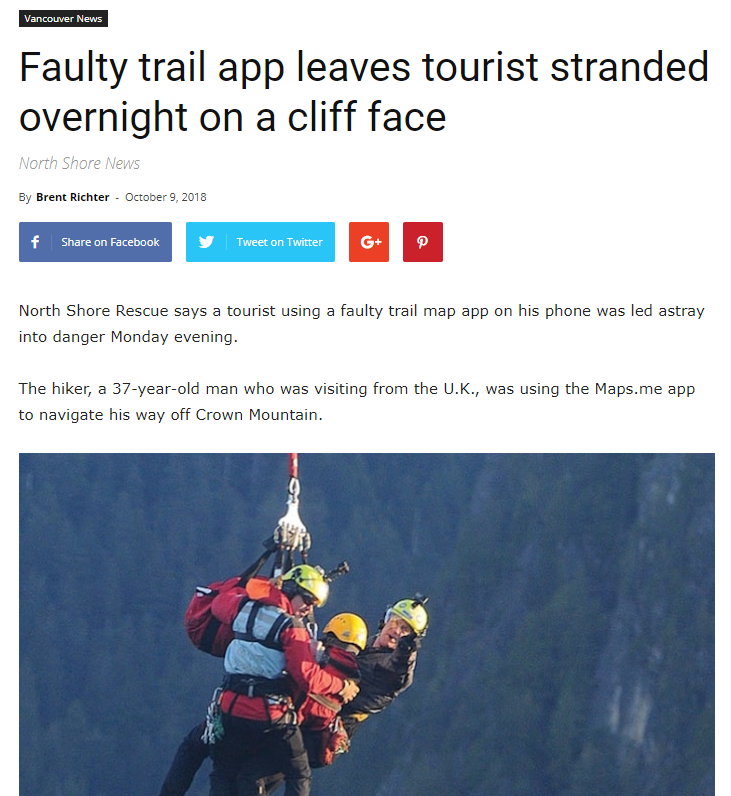 Vancouver News
Faulty trail app leaves tourist stranded
overnight on a cliff face
North Shore News
By Brent Richter - October 9, 2018
Share on Facebook
Tweet on Twitter
G+
North Shore Rescue says a tourist using a faulty trail map app on his phone was led astray
into danger Monday evening.
The hiker, a 37-year-old man who was visiting from the U.K., was using the Maps.me app
to navigate his way off Crown Mountain.